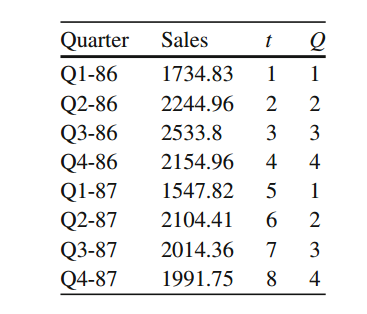 Quarter Sales t Q
Q1-86 1734.83 1 1
Q2-86 2244.96 2 2
Q3-86 2533.8 3 3
Q4-86 2154.96 4 4
Q1-87 1547.82 5 1
Q2-87 2104.41 6 2
Q3-87 2014.36 7 3
Q4-87 1991.75 8 4